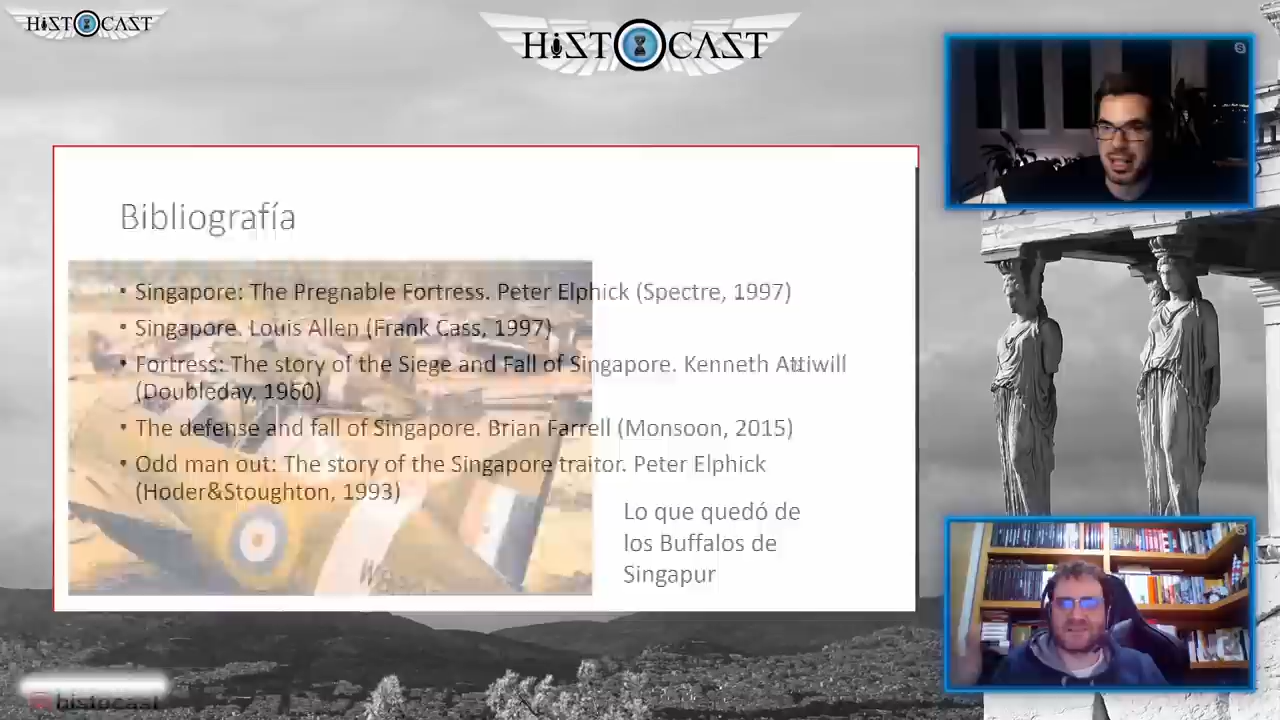 HISTOCAST
HISTOCAST
Bibliografía
• Singapore: The Pregnable Fortress. Peter Elphick (Spectre, 1997)
• Singapore. Louis Allen (Frank Cass, 1997)
• Fortress: The story of the Siege and Fall of Singapore. Kenneth Attiwill
(Doubleday, 1960)
• The defense and fall of Singapore. Brian Farrell (Monsoon, 2015)
• Odd man out: The story of the Singapore traitor. Peter Elphick
(Hoder&Stoughton, 1993)
Lo que quedó de
los Buffalos de
Singapur
histocast